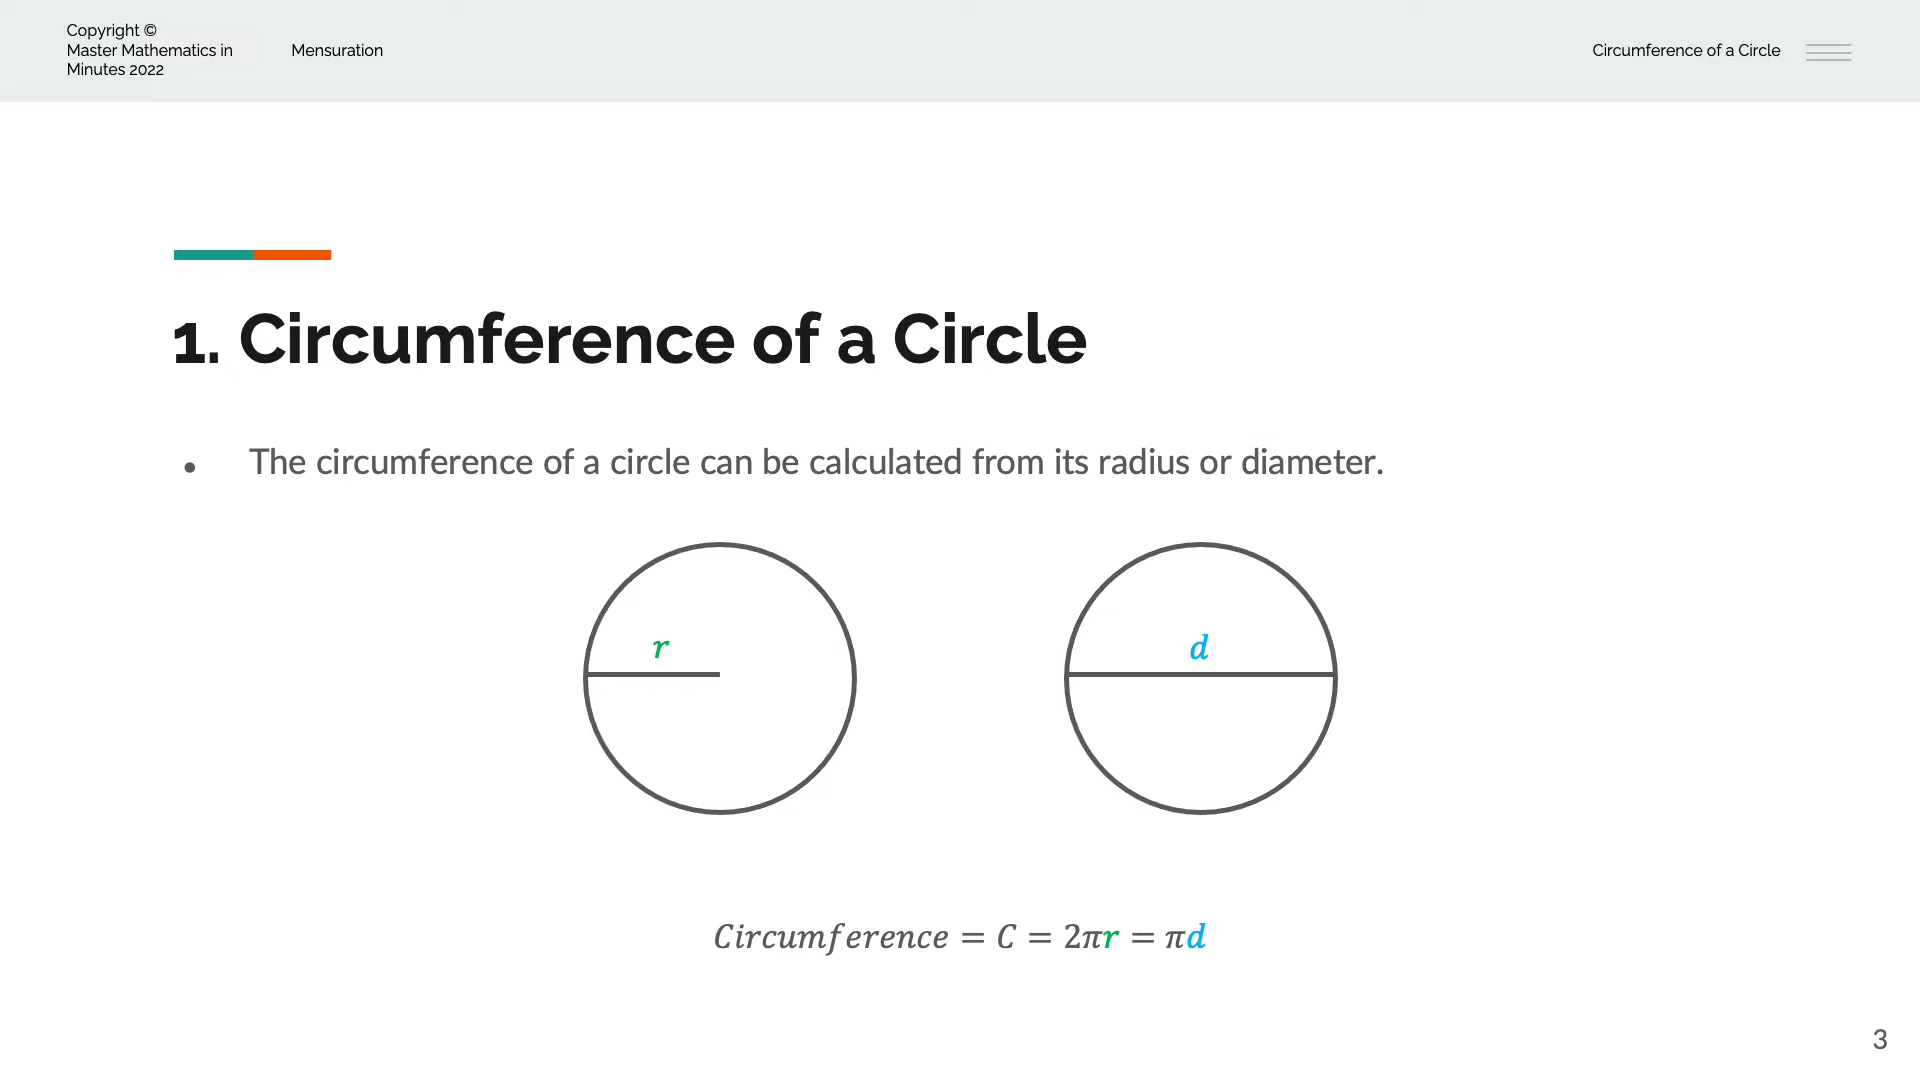 Copyright ©
Master Mathematics in
Minutes 2022
Mensuration
Circumference of a Circle
1. Circumference of a Circle
• The circumference of a circle can be calculated from its radius or diameter.
r
d
Circumference = C = 2πr = πd
3